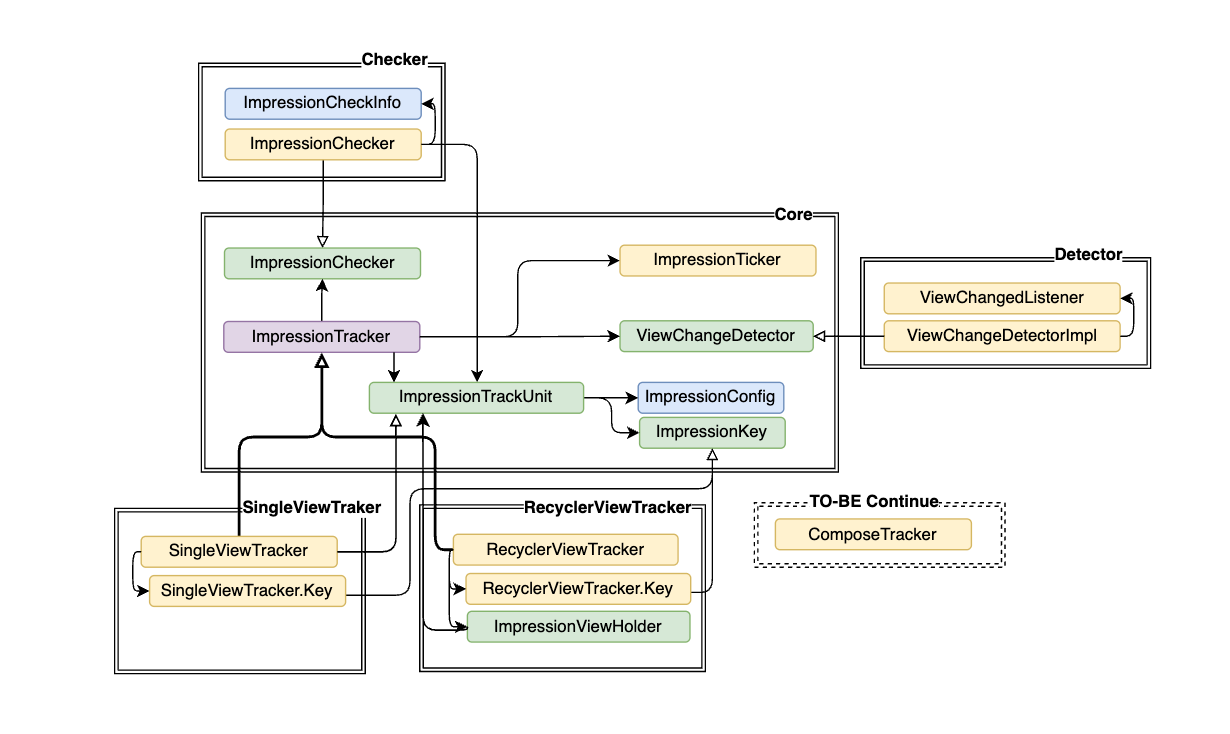 Checker
ImpressionCheckInfo
ImpressionChecker
Core
ImpressionChecker
ImpressionTicker
ImpressionTracker
ViewChangeDetector
ImpressionTrackUnit
ImpressionConfig
ImpressionKey
Detector
ViewChangedListener
ViewChangeDetectorImpl
SingleViewTraker
SingleViewTracker
SingleViewTracker.Key
RecyclerViewTracker
RecyclerViewTracker
RecyclerViewTracker.Key
ImpressionViewHolder
TO-BE Continue
ComposeTracker